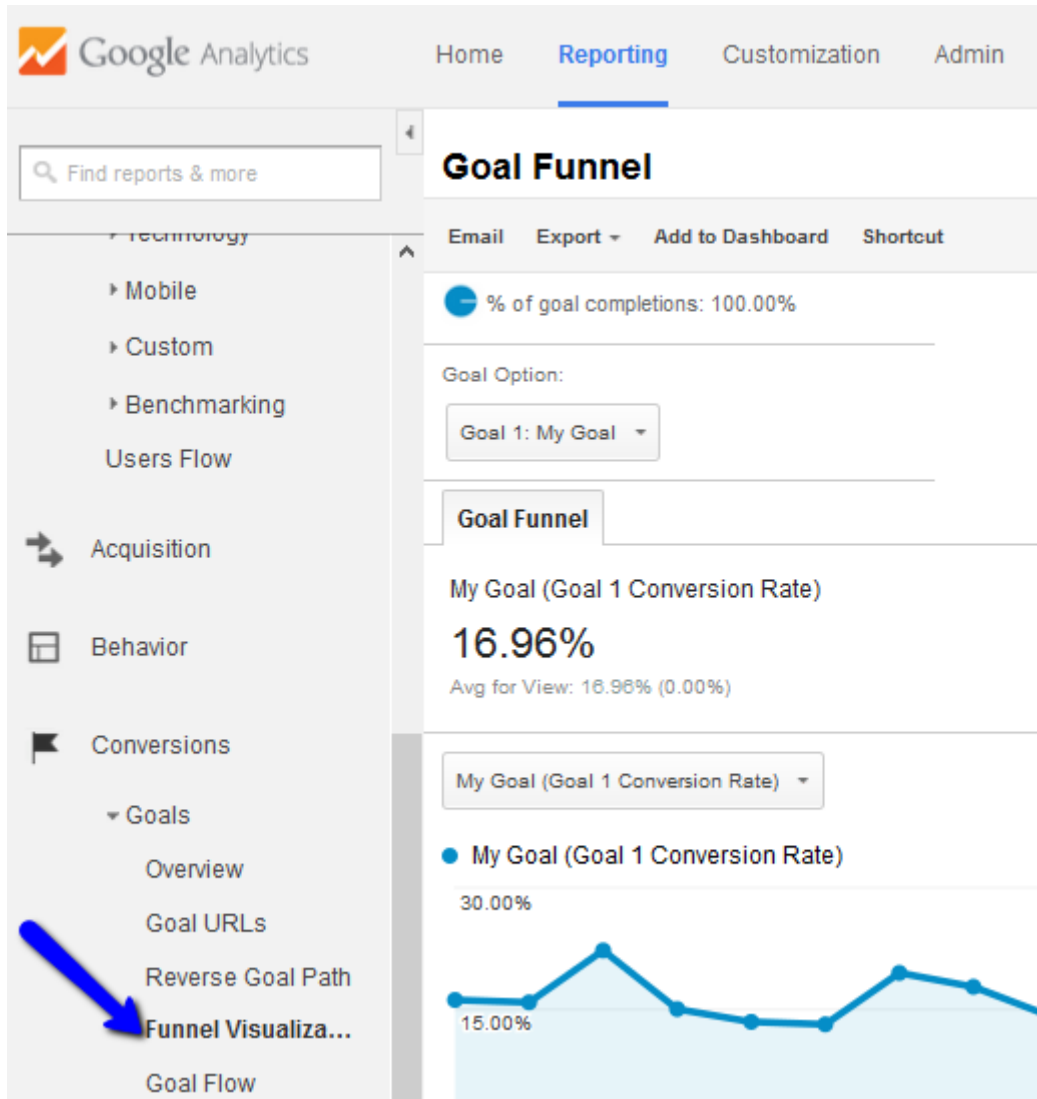 Google Analytics
Home Reporting Customization Admin
Find reports & more
Technology
Mobile
Custom
Benchmarking
Users Flow
Acquisition
Behavior
Conversions
Goals
Overview
Goal URLs
Reverse Goal Path
Funnel Visualiza...
Goal Flow
Goal Funnel
Email Export Add to Dashboard Shortcut
% of goal completions: 100.00%
Goal Option:
Goal 1: My Goal
Goal Funnel
My Goal (Goal 1 Conversion Rate)
16.96%
Avg for View: 16.96% (0.00%)
My Goal (Goal 1 Conversion Rate)
My Goal (Goal 1 Conversion Rate)
30.00%
15.00%